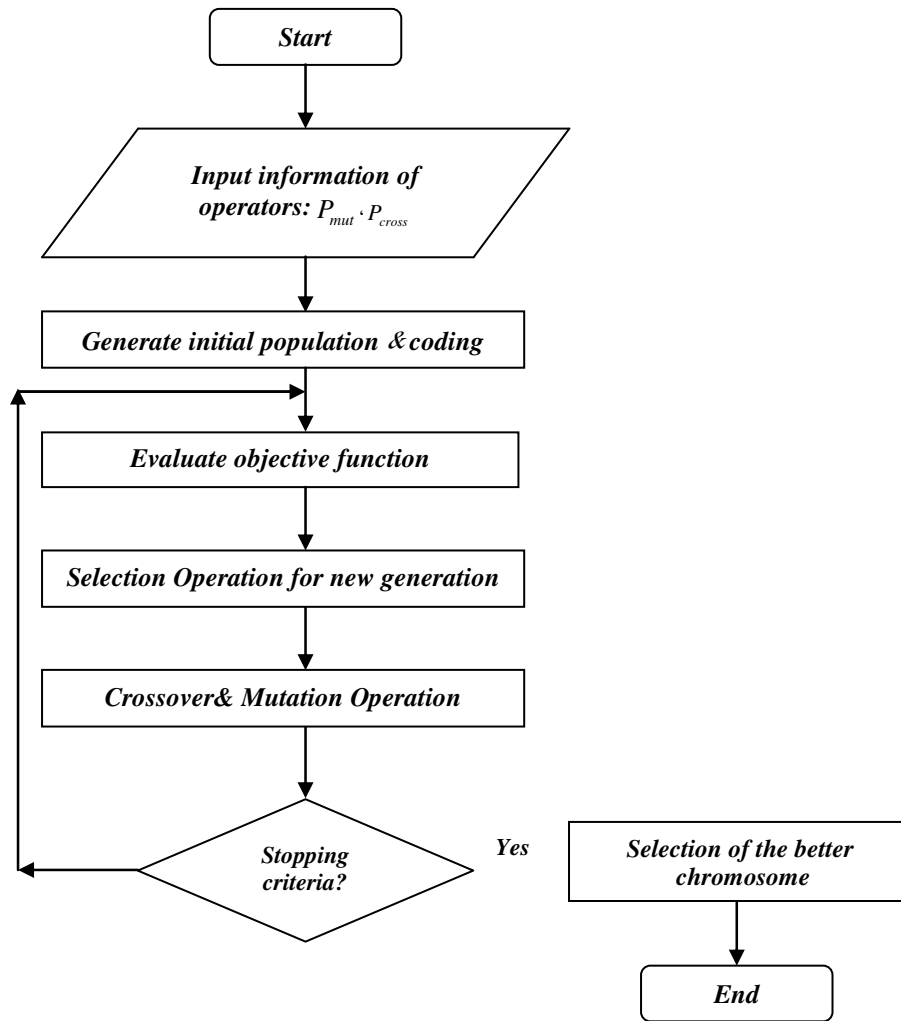 Start
Input information of
operators: P_mut ، P_cross
Generate initial population & coding
Evaluate objective function
Selection Operation for new generation
Crossover& Mutation Operation
Stopping
criteria?
Yes
Selection of the better
chromosome
End